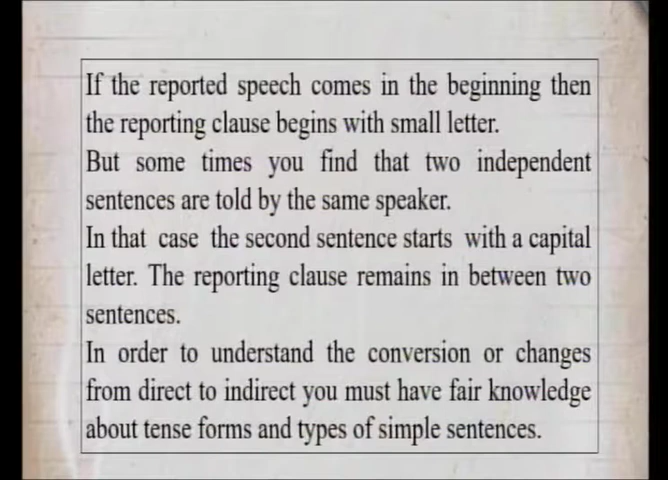 If the reported speech comes in the beginning then
the reporting clause begins with small letter.
But some times you find that two independent
sentences are told by the same speaker.
In that case the second sentence starts with a capital
letter. The reporting clause remains in between two
sentences.
In order to understand the conversion or changes
from direct to indirect you must have fair knowledge
about tense forms and types of simple sentences.